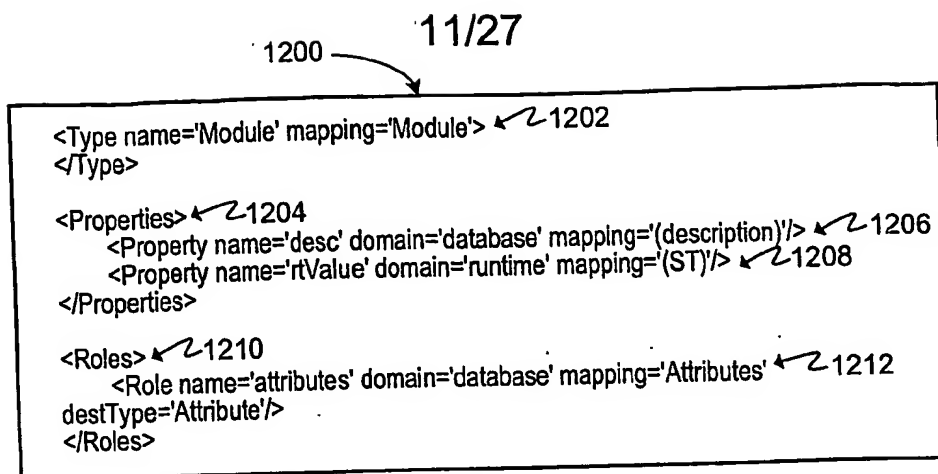 11/27
1200
<Type name='Module' mapping='Module'> 1202
</Type>
<Properties> 1204
<Property name='desc' domain='database' mapping='(description)'/> 1206
<Property name='rtValue' domain='runtime' mapping='(ST)'/> 1208
</Properties>
<Roles> 1210
<Role name='attributes' domain='database' mapping='Attributes' 1212
destType='Attribute'/>
</Roles>